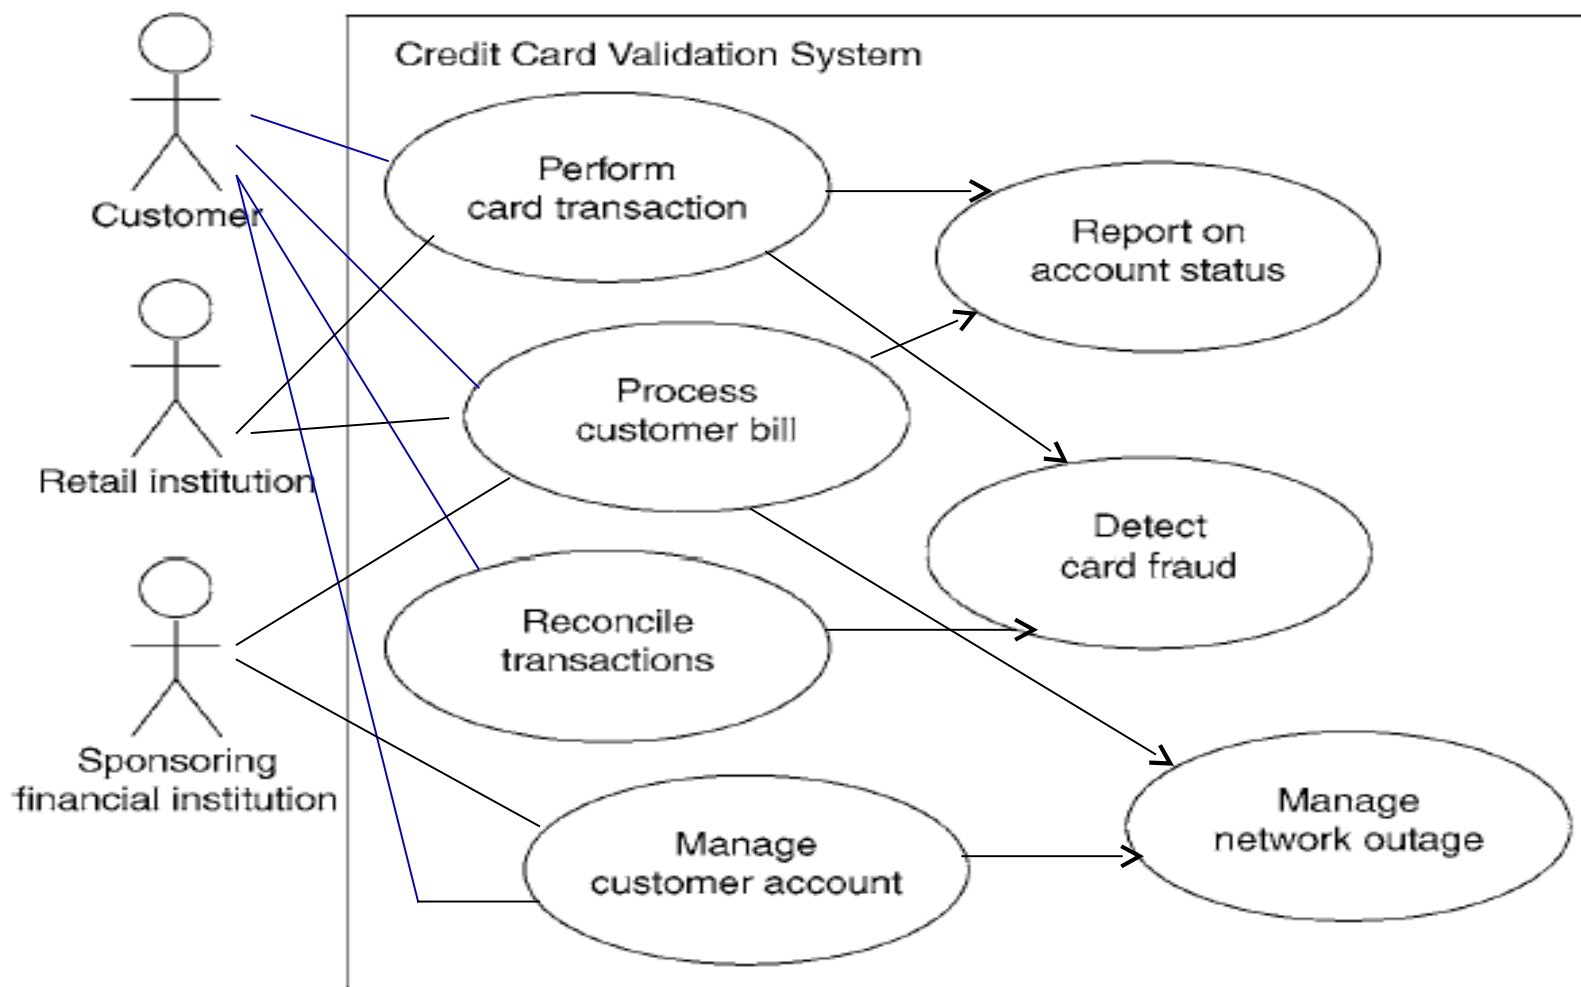 Credit Card Validation System
Customer
Retail institution
Sponsoring
financial institution
Perform
card transaction
Process
customer bill
Reconcile
transactions
Manage
customer account
Report on
account status
Detect
card fraud
Manage
network outage